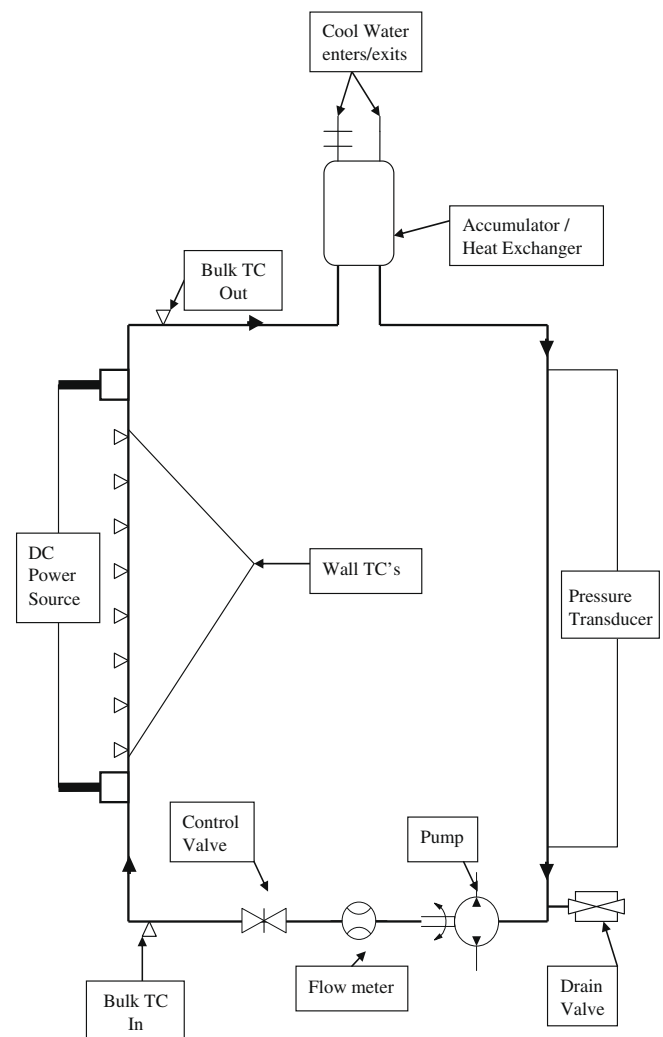 Cool Water
enters/exits
Accumulator /
Heat Exchanger
Bulk TC
Out
DC
Power
Source
Wall TC's
Pressure
Transducer
Control
Valve
Pump
Flow meter
Drain
Valve
Bulk TC
In